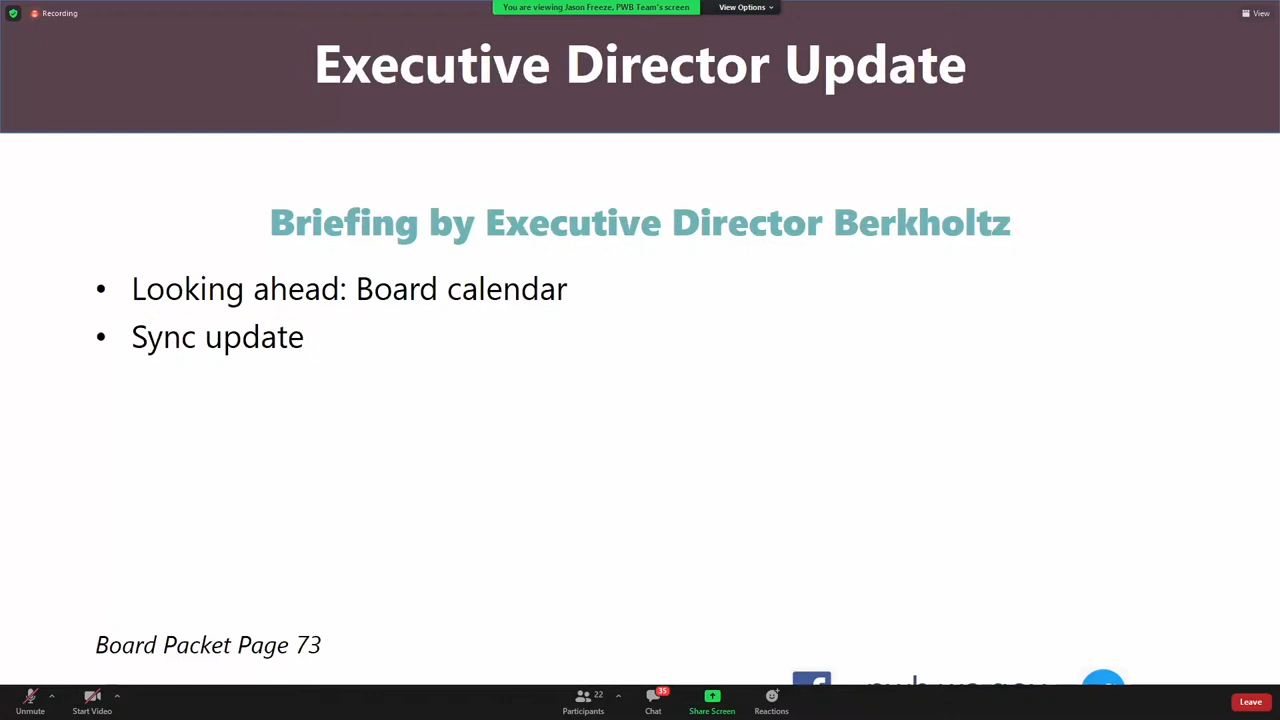 Recording
You are viewing Jason Freeze, PWB Team's screen
View Options
View
Executive Director Update
Briefing by Executive Director Berkholtz
• Looking ahead: Board calendar
• Sync update
Board Packet Page 73
Unmute
Start Video
22
Participants
35
Chat
Share Screen
Reactions
Leave